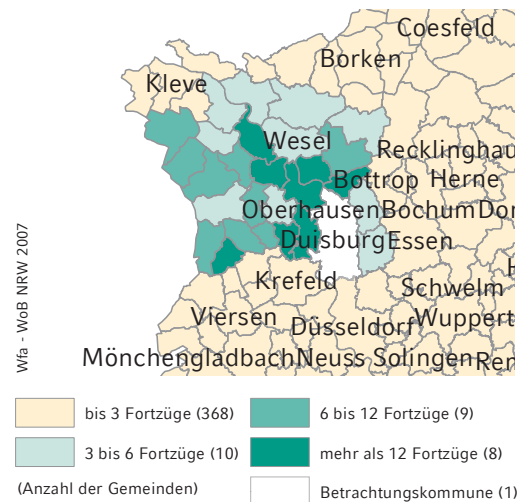 Coesfeld
Borken
Kleve
Wesel
Recklinghau
Bottrop Herne
Oberhausen Bochum Dor
Duisburg Essen
H
Krefeld
Schwelm
Viersen
Düsseldorf Wuppert
Mönchengladbach Neuss Solingen Rem
Wfa - WoB NRW 2007
bis 3 Fortzüge (368)
6 bis 12 Fortzüge (9)
3 bis 6 Fortzüge (10)
mehr als 12 Fortzüge (8)
(Anzahl der Gemeinden)
Betrachtungskommune (1)